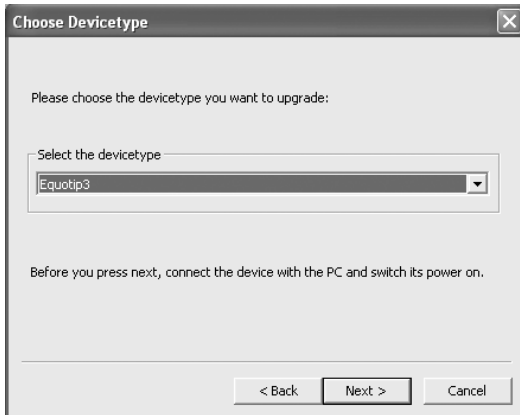 Choose Devicetype
Please choose the devicetype you want to upgrade:
Select the devicetype
Equotip3
Before you press next, connect the device with the PC and switch its power on.
< Back
Next >
Cancel